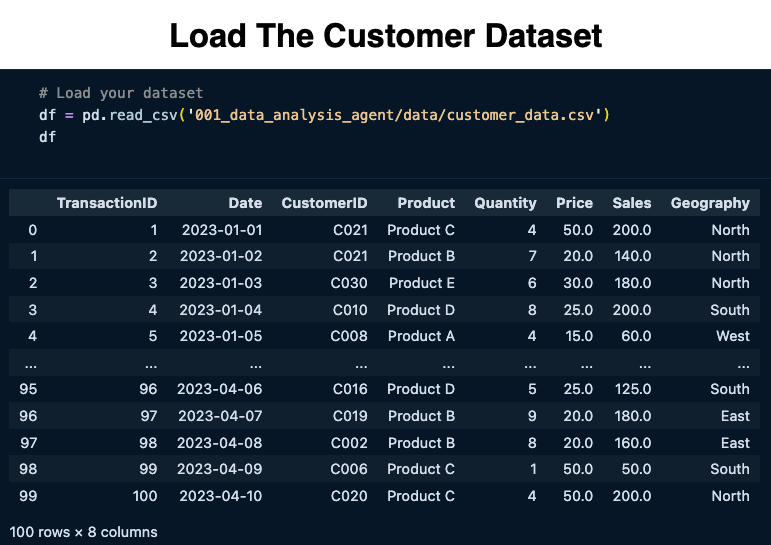 Load The Customer Dataset
# Load your dataset
df = pd.read_csv('001_data_analysis_agent/data/customer_data.csv')
df
TransactionID Date CustomerID Product Quantity Price Sales Geography
0 1 2023-01-01 C021 Product C 4 50.0 200.0 North
1 2 2023-01-02 C021 Product B 7 20.0 140.0 North
2 3 2023-01-03 C030 Product E 6 30.0 180.0 North
3 4 2023-01-04 C010 Product D 8 25.0 200.0 South
4 5 2023-01-05 C008 Product A 4 15.0 60.0 West
... ... ... ... ... ... ... ... ...
95 96 2023-04-06 C016 Product D 5 25.0 125.0 South
96 97 2023-04-07 C019 Product B 9 20.0 180.0 East
97 98 2023-04-08 C002 Product B 8 20.0 160.0 East
98 99 2023-04-09 C006 Product C 1 50.0 50.0 South
99 100 2023-04-10 C020 Product C 4 50.0 200.0 North
100 rows × 8 columns